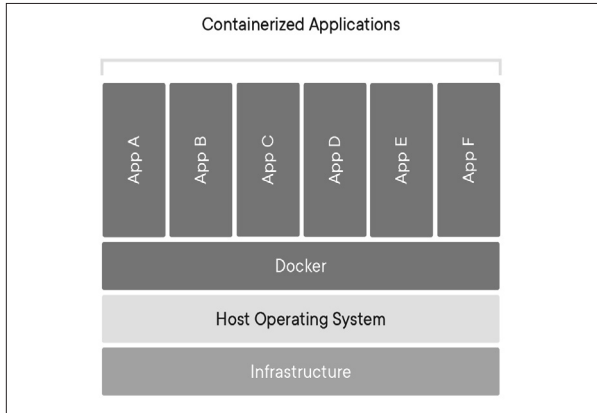 Containerized Applications
App A
App B
App C
App D
App E
App F
Docker
Host Operating System
Infrastructure